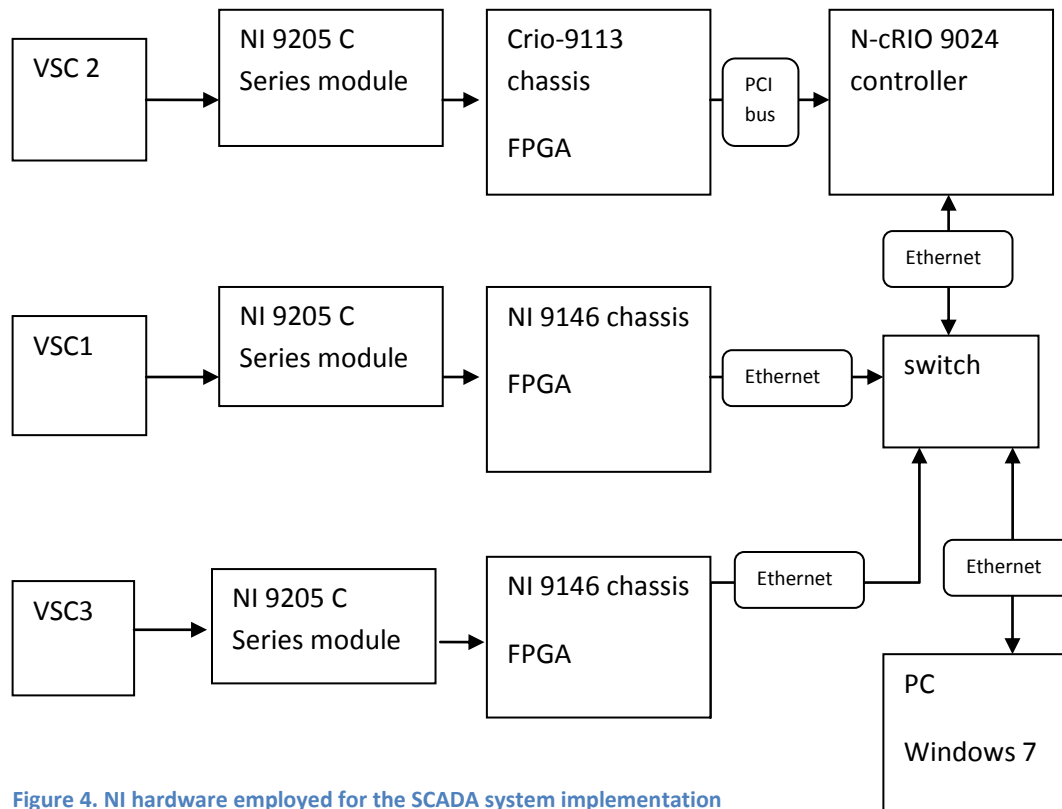 VSC 2
NI 9205 C
Series module
Crio-9113
chassis
FPGA
PCI
bus
N-cRIO 9024
controller
Ethernet
VSC1
NI 9205 C
Series module
NI 9146 chassis
FPGA
Ethernet
switch
VSC3
NI 9205 C
Series module
NI 9146 chassis
FPGA
Ethernet
Ethernet
PC
Windows 7
Figure 4. NI hardware employed for the SCADA system implementation